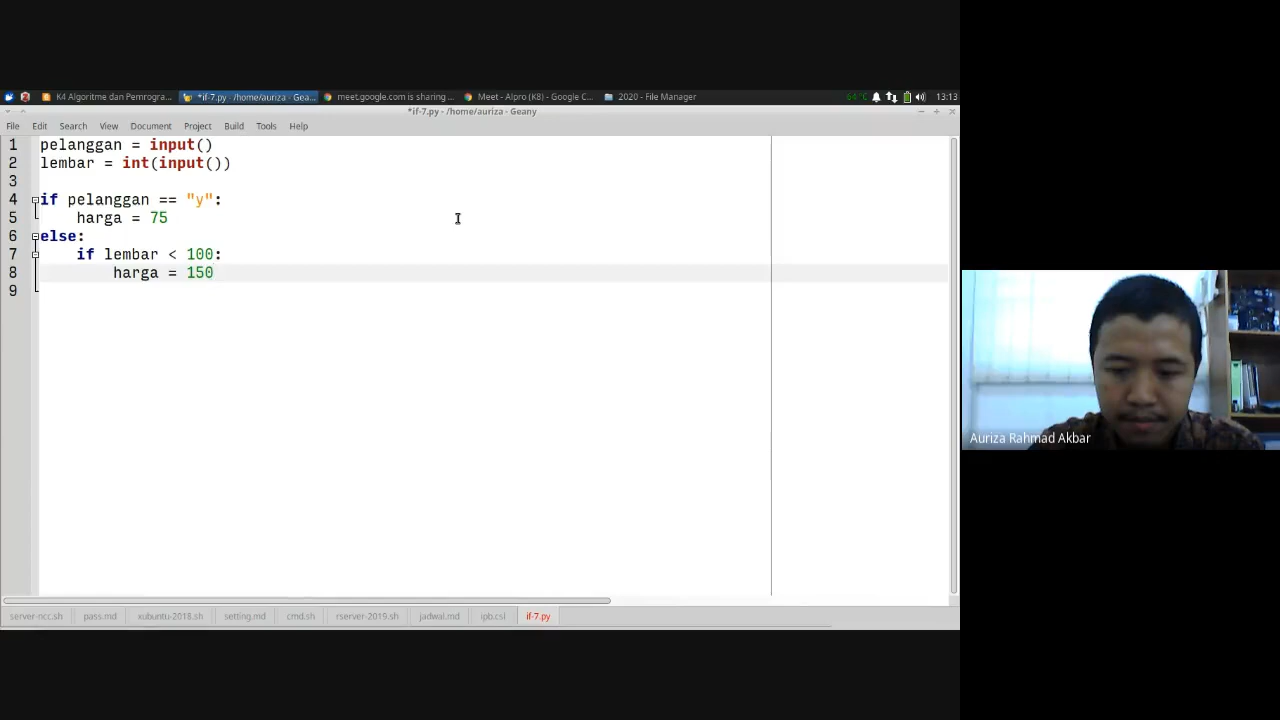 K4 Algoritme dan Pemrogra...
*if-7.py - /home/auriza - Gea...
meet.google.com is sharing ...
Meet - Alpro (K8) - Google C...
2020 - File Manager
64°C
13:13
*if-7.py - /home/auriza - Geany
File Edit Search View Document Project Build Tools Help
1 pelanggan = input()
2 lembar = int(input())
3
4 if pelanggan == "y":
5     harga = 75
6 else:
7     if lembar < 100:
8         harga = 150
9
Auriza Rahmad Akbar
server-ncc.sh pass.md xubuntu-2018.sh setting.md cmd.sh rserver-2019.sh jadwal.md ipb.csl if-7.py